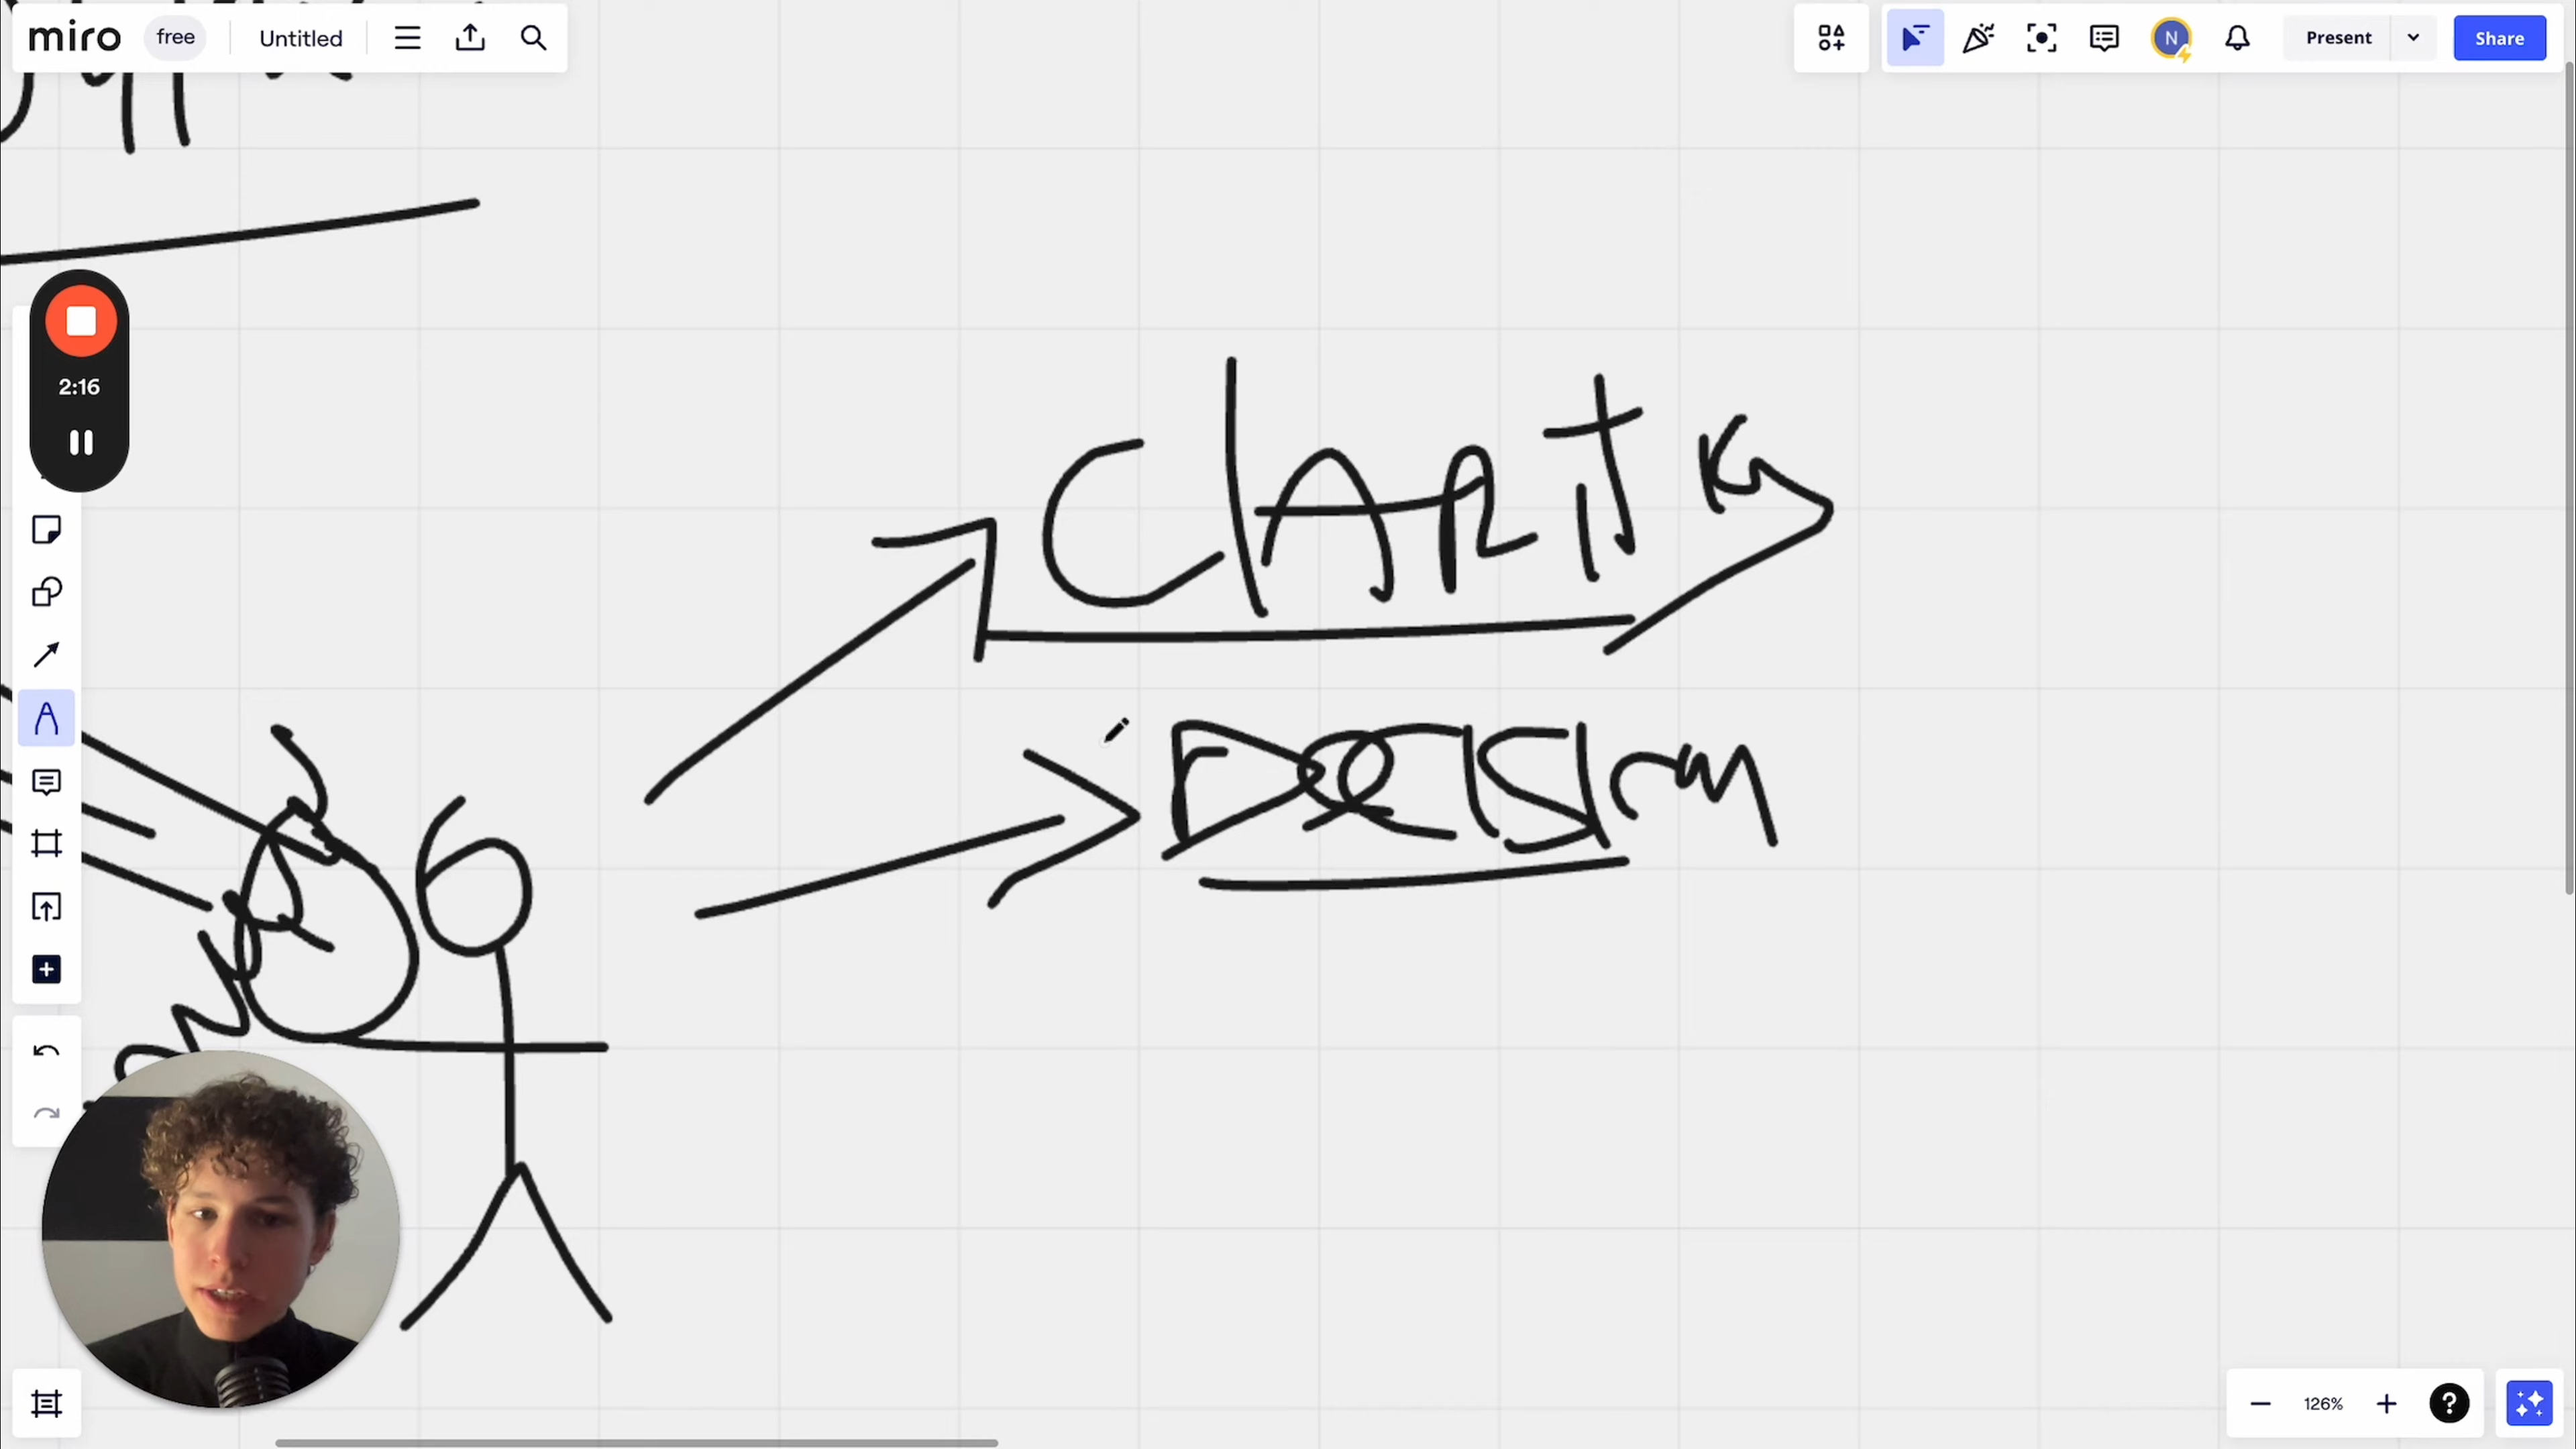 miro free Untitled
Present Share
2:16
ClARity
DECISIon
N
126%
?